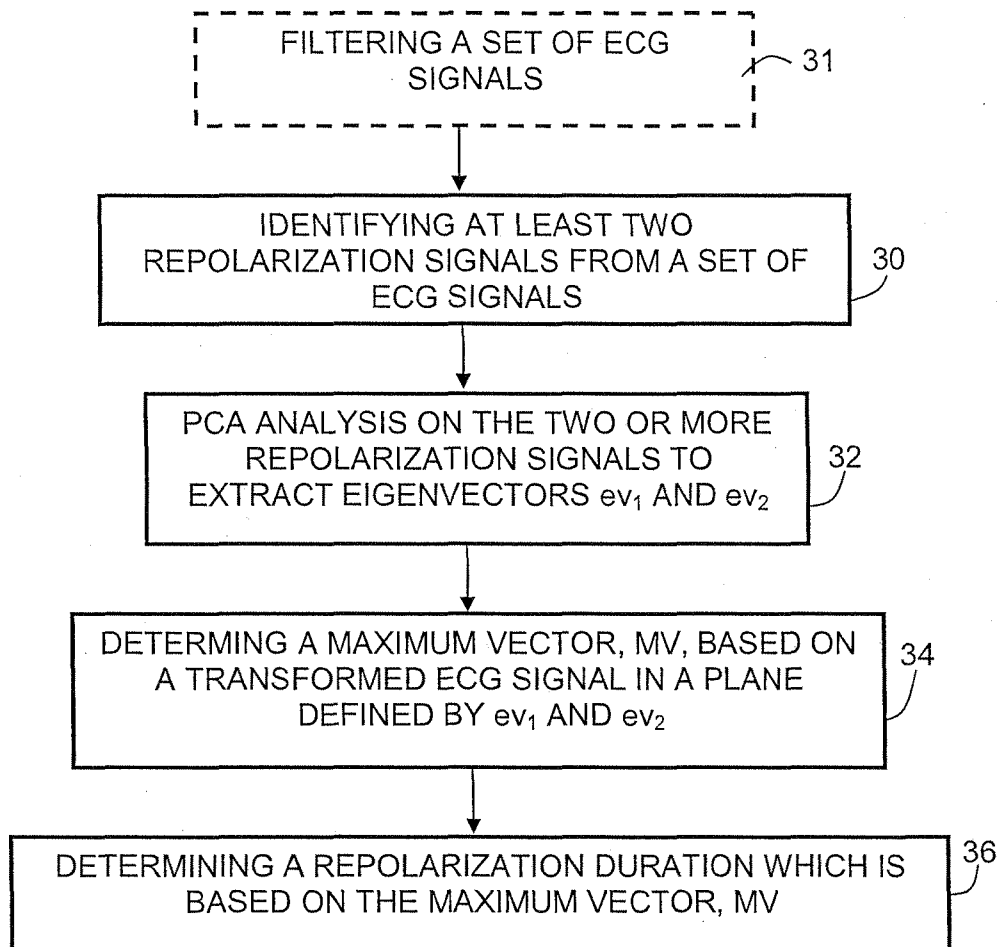 FILTERING A SET OF ECG
SIGNALS
31
IDENTIFYING AT LEAST TWO
REPOLARIZATION SIGNALS FROM A SET OF
ECG SIGNALS
30
PCA ANALYSIS ON THE TWO OR MORE
REPOLARIZATION SIGNALS TO
EXTRACT EIGENVECTORS ev₁ AND ev₂
32
DETERMING A MAXIMUM VECTOR, MV, BASED ON
A TRANSFORMED ECG SIGNAL IN A PLANE
DEFINED BY ev₁ AND ev₂
34
DETERMINING A REPOLARIZATION DURATION WHICH IS
BASED ON THE MAXIMUM VECTOR, MV
36